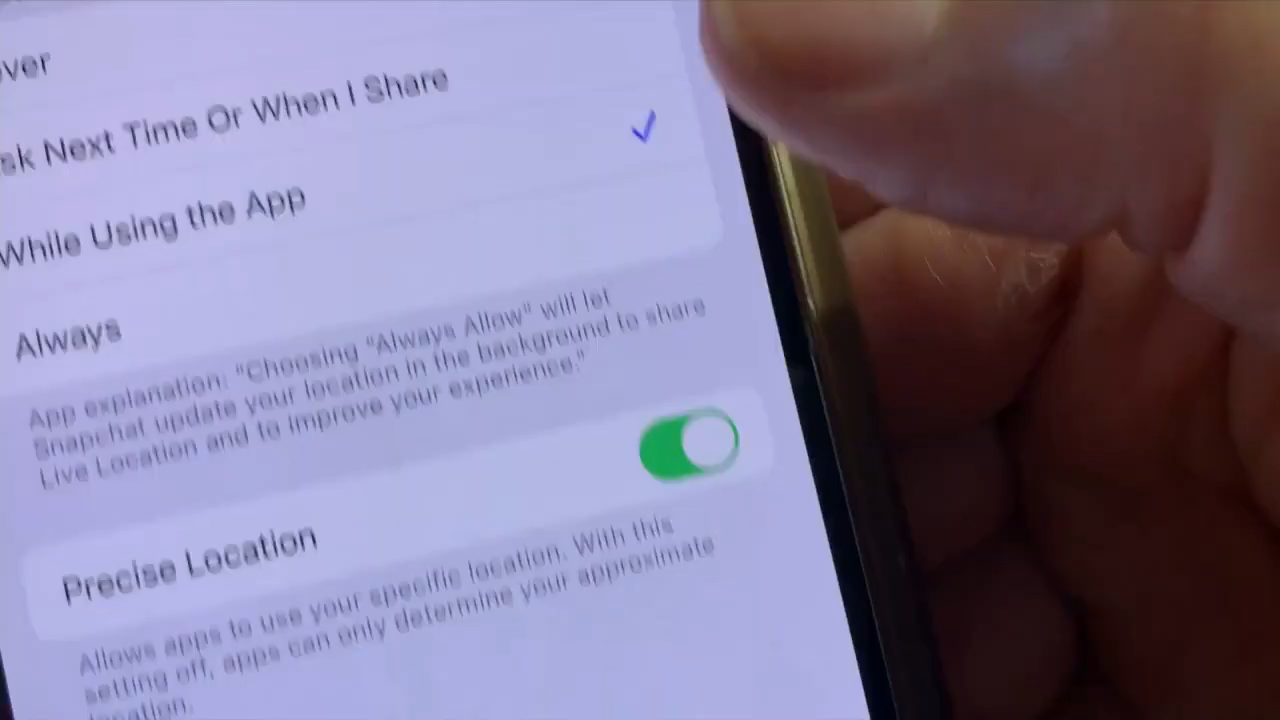 ver
sk Next Time Or When I Share
While Using the App
Always
App explanation: "Choosing "Always Allow" will let
Snapchat update your location in the background to share
Live Location and to improve your experience."
Precise Location
Allows apps to use your specific location. With this
setting off, apps can only determine your approximate
location.